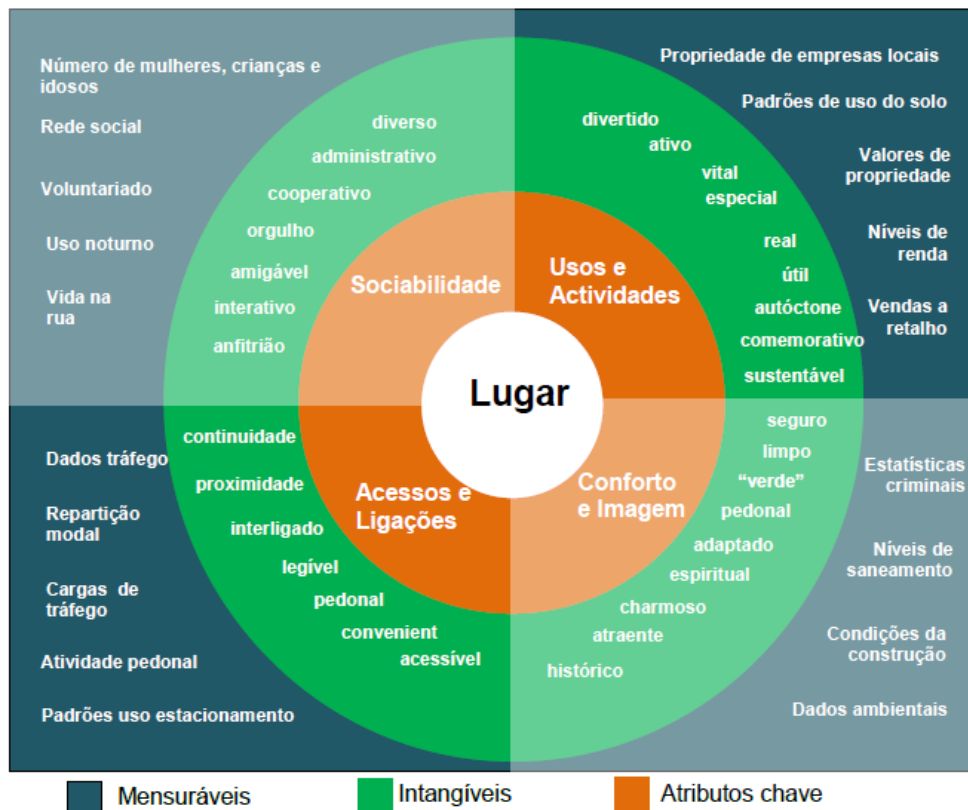 Número de mulheres, crianças e
idosos
Rede social
Voluntariado
Uso noturno
Vida na
rua
diverso
administrativo
cooperativo
orgulho
amigável
interativo
anfitrião
Sociabilidade
Propriedade de empresas locais
Padrões de uso do solo
Valores de
propriedade
Níveis de
renda
Vendas a
retalho
divertido
ativo
vital
especial
real
útil
autóctone
comemorativo
sustentável
Usos e
Actividades
Lugar
Dados tráfego
Repartição
modal
Cargas de
tráfego
Atividade pedonal
Padrões uso estacionamento
continuidade
proximidade
interligado
legível
pedonal
convenient
acessível
Acessos e
Ligações
Conforto
e Imagem
seguro
limpo
“verde”
pedonal
adaptado
espiritual
charmoso
atraente
histórico
Estatísticas
criminais
Níveis de
saneamento
Condições da
construção
Dados ambientais
Mensuráveis
Intangíveis
Atributos chave